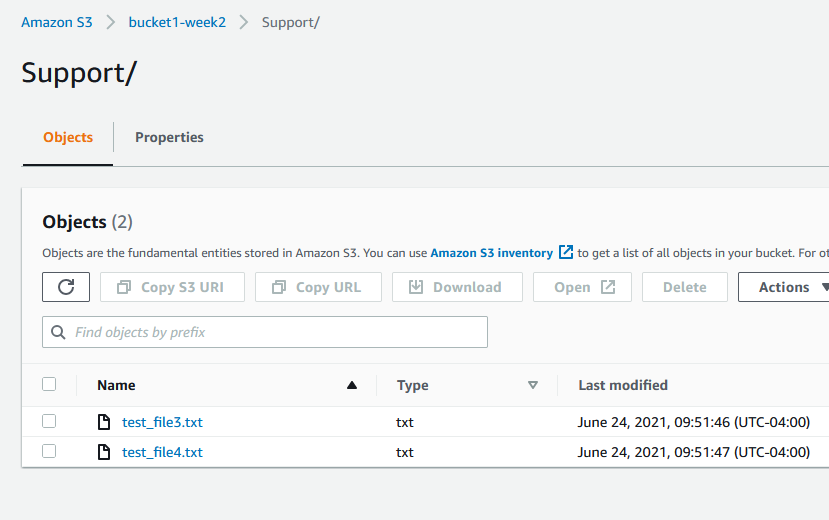 Amazon S3 > bucket1-week2 > Support/
Support/
Objects Properties
Objects (2)
Objects are the fundamental entities stored in Amazon S3. You can use Amazon S3 inventory to get a list of all objects in your bucket. For
Copy S3 URI Copy URL Download Open Delete Actions
Find objects by prefix
Name Type Last modified
test_file3.txt txt June 24, 2021, 09:51:46 (UTC-04:00)
test_file4.txt txt June 24, 2021, 09:51:47 (UTC-04:00)